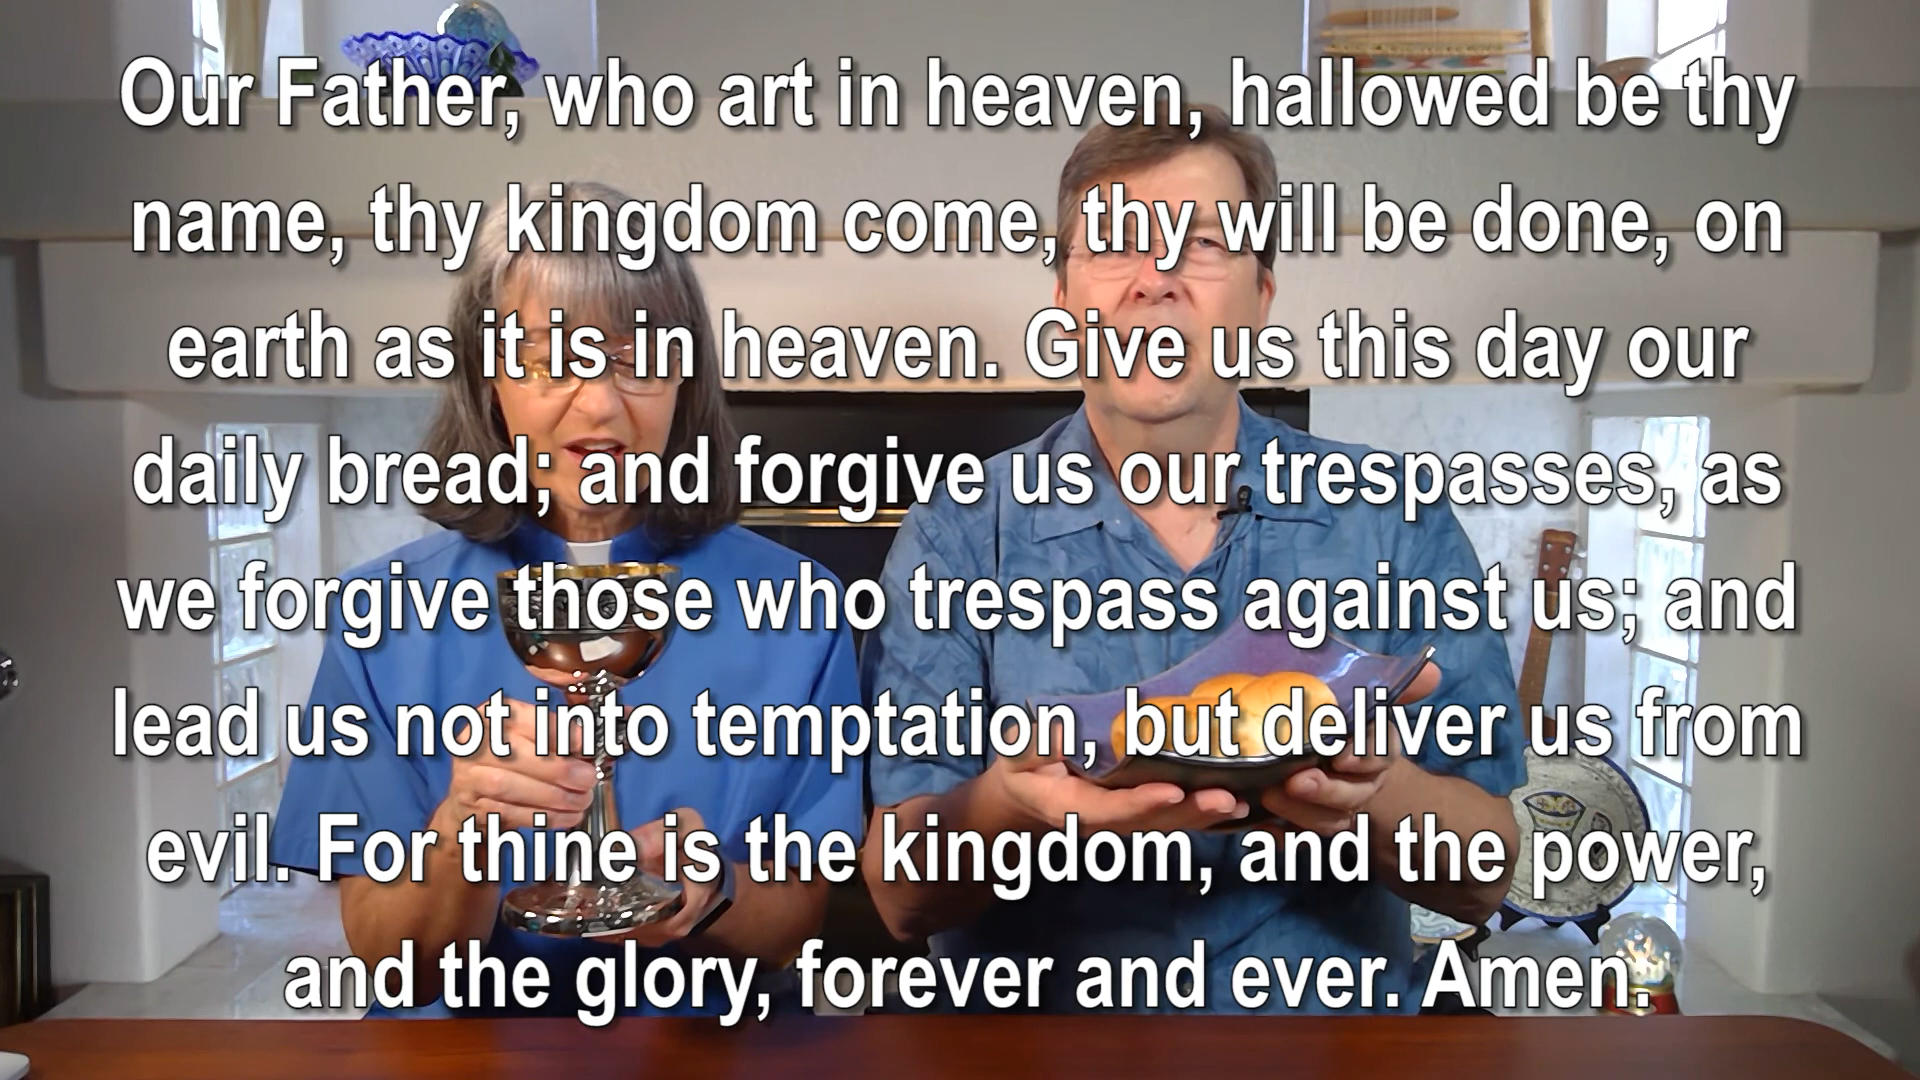 Our Father, who art in heaven, hallowed be thy
name, thy kingdom come, thy will be done, on
earth as it is in heaven. Give us this day our
daily bread; and forgive us our trespasses, as
we forgive those who trespass against us; and
lead us not into temptation, but deliver us from
evil. For thine is the kingdom, and the power,
and the glory, forever and ever. Amen.